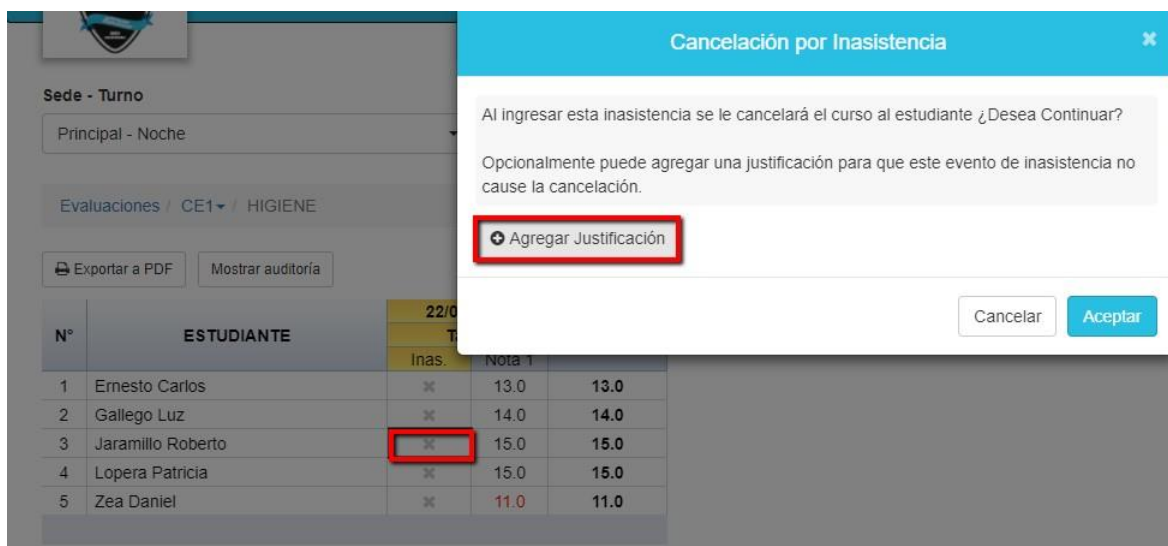 Cancelación por Inasistencia
Sede - Turno
Principal - Noche
Al ingresar esta inasistencia se le cancelará el curso al estudiante ¿Desea Continuar?
Opcionalmente puede agregar una justificación para que este evento de inasistencia no
cause la cancelación.
Evaluaciones / CE1 / HIGIENE
Agregar Justificación
Exportar a PDF Mostrar auditoría
Cancelar Aceptar
22/0
N° ESTUDIANTE
Inas. Nota 1
1 Ernesto Carlos 13.0 13.0
2 Gallego Luz 14.0 14.0
3 Jaramillo Roberto 15.0 15.0
4 Lopera Patricia 15.0 15.0
5 Zea Daniel 11.0 11.0